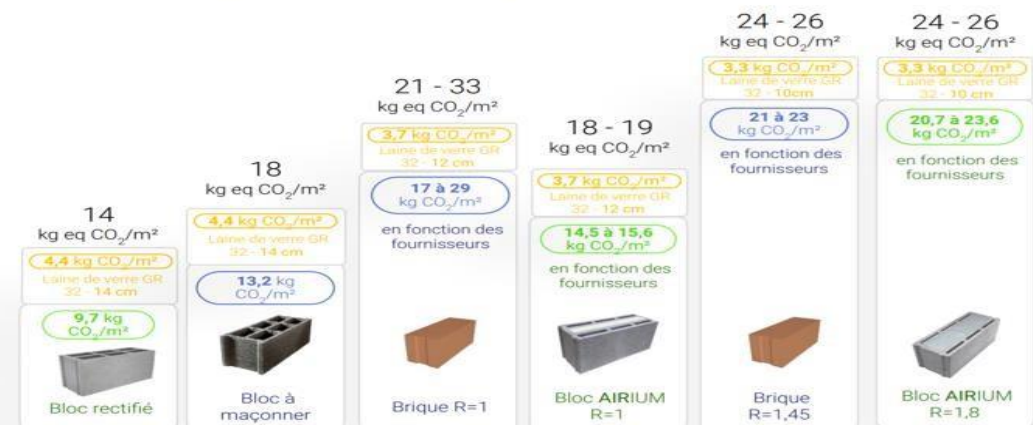 14
kg eq CO₂/m²
4,4 kg CO₂/m²
Laine de verre GR
32 - 14 cm
9,7 kg
CO₂/m²
Bloc rectifié
18
kg eq CO₂/m²
4,4 kg CO₂/m²
Laine de verre GR
32 - 14 cm
13,2 kg
CO₂/m²
Bloc à
maçonner
21 - 33
kg eq CO₂/m²
3,7 kg CO₂/m²
Laine de verre GR
32 - 12 cm
17 à 29
kg CO₂/m²
en fonction des
fournisseurs
Brique R=1
18 - 19
kg eq CO₂/m²
3,7 kg CO₂/m²
Laine de verre GR
32 - 12 cm
14,5 à 15,6
kg CO₂/m²
en fonction des
fournisseurs
Bloc AIRIUM
R=1
24 - 26
kg eq CO₂/m²
3,3 kg CO₂/m²
Laine de verre GR
32 - 10cm
21 à 23
kg CO₂/m²
en fonction des
fournisseurs
Brique
R=1,45
24 - 26
kg eq CO₂/m²
3,3 kg CO₂/m²
Laine de verre GR
32 - 10 cm
20,7 à 23,6
kg CO₂/m²
en fonction des
fournisseurs
Bloc AIRIUM
R=1,8